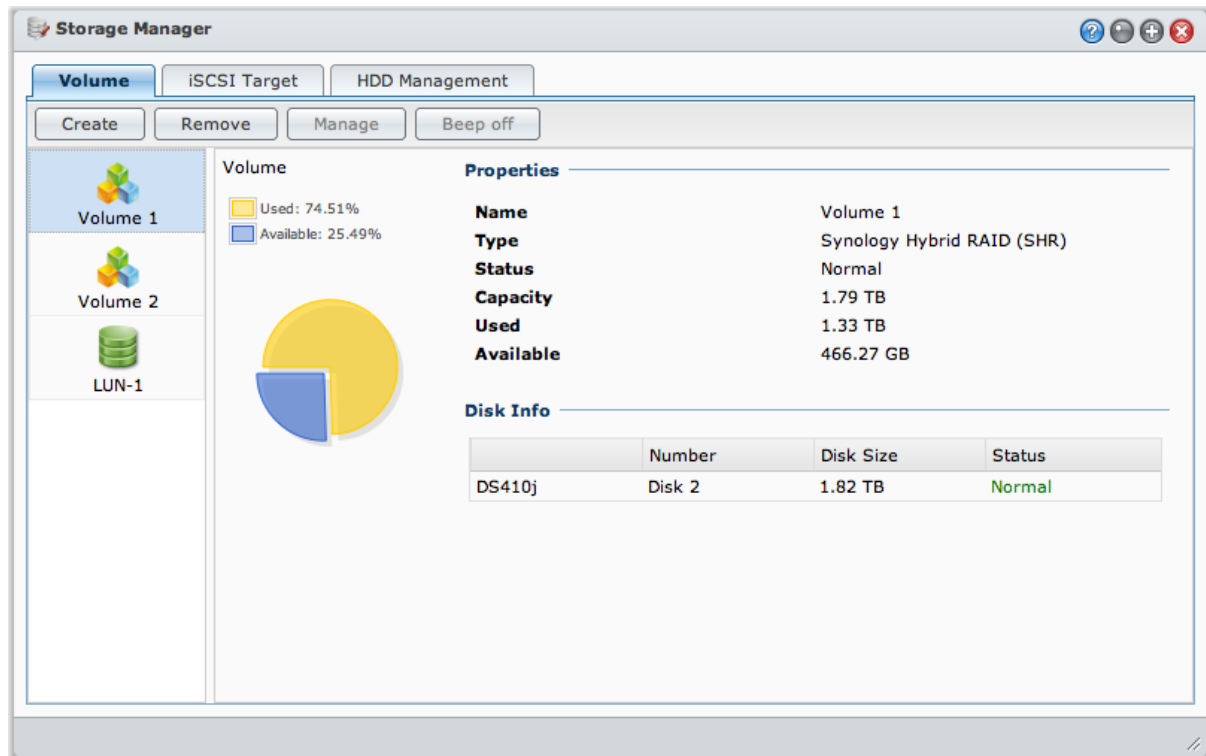 Storage Manager
Volume iSCSI Target HDD Management
Create Remove Manage Beep off
Volume 1
Volume 2
LUN-1
Volume
Used: 74.51%
Available: 25.49%
Properties
Name Volume 1
Type Synology Hybrid RAID (SHR)
Status Normal
Capacity 1.79 TB
Used 1.33 TB
Available 466.27 GB
Disk Info
Number Disk Size Status
DS410j Disk 2 1.82 TB Normal